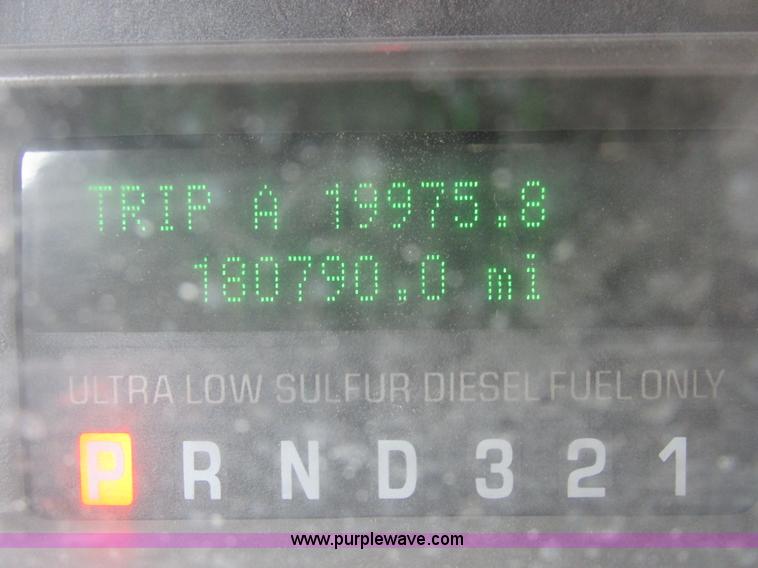 TRIP A 19975.8
180790.0 mi
ULTRA LOW SULFUR DIESEL FUEL ONLY
P R N D 3 2 1
www.purplewave.com